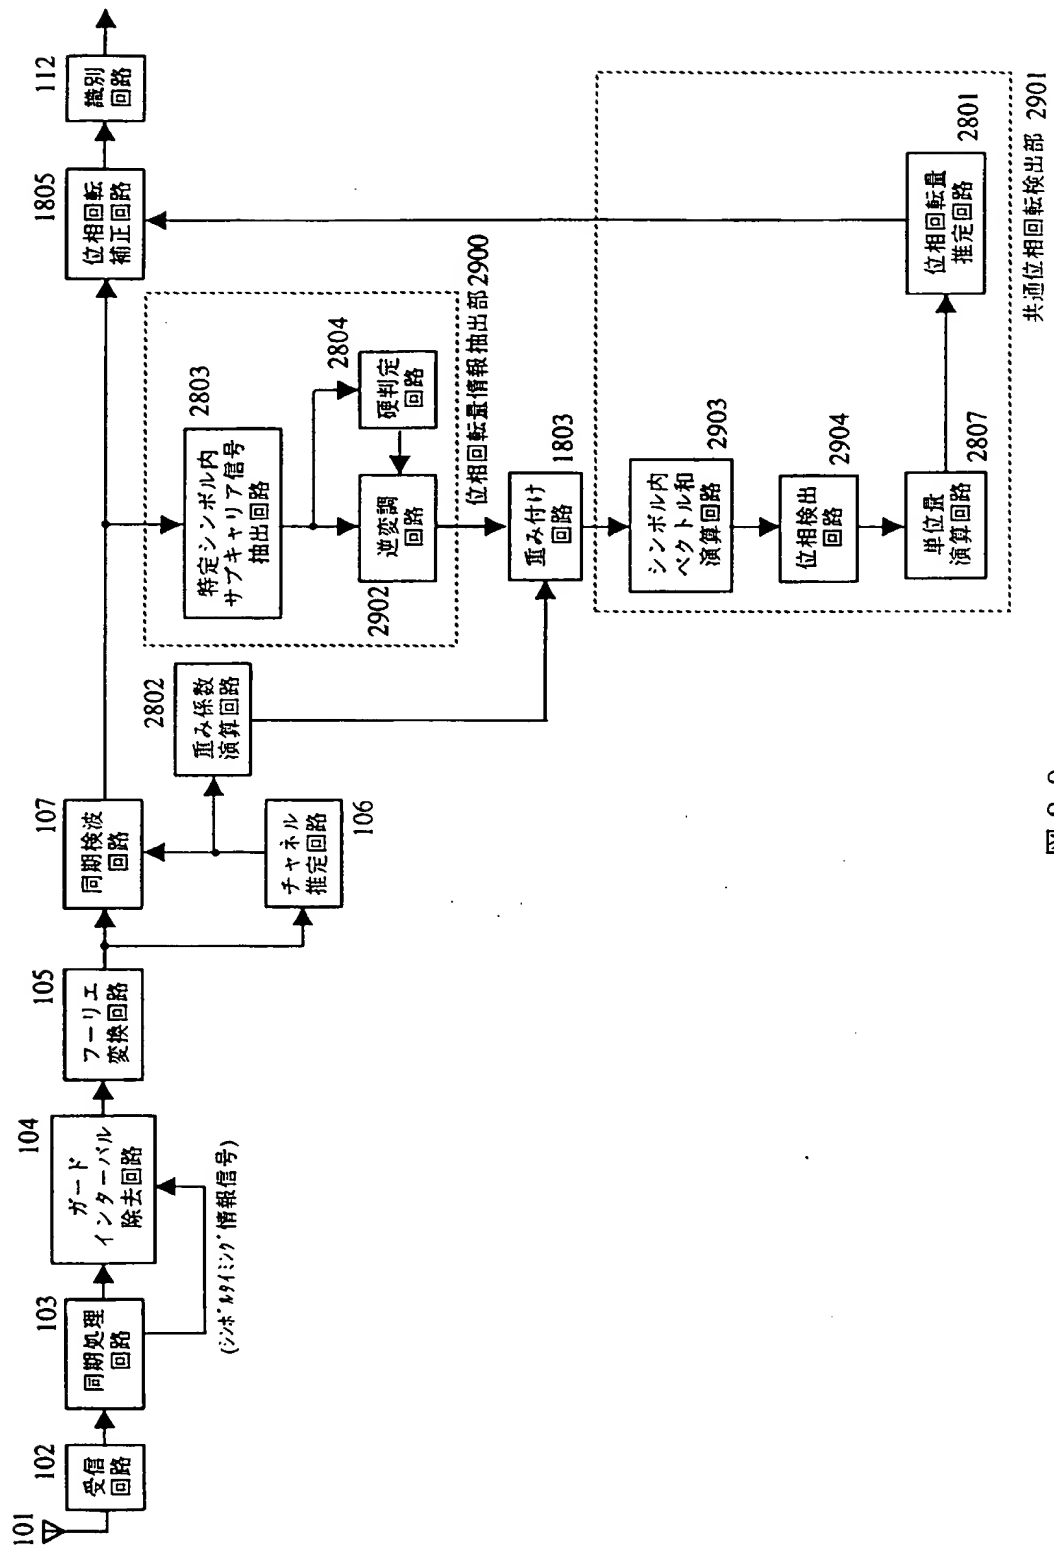 101
102
受信
回路
103
同期処理
回路
(シンボルタイミング情報信号)
104
ガード
インターバル
除去回路
105
フーリエ
変換回路
107
同期検波
回路
106
チャネル
推定回路
2802
重み係数
演算回路
2803
特定シンボル内
サブキャリア信号
抽出回路
2804
硬判定
回路
2902
逆変調
回路
位相回転量情報抽出部 2900
1803
重み付け
回路
1805
位相回転
補正回路
112
識別
回路
2903
シンボル内
ベクトル和
演算回路
2904
位相検出
回路
2807
単位量
演算回路
2801
位相回転量
推定回路
共通位相回転検出部 2901